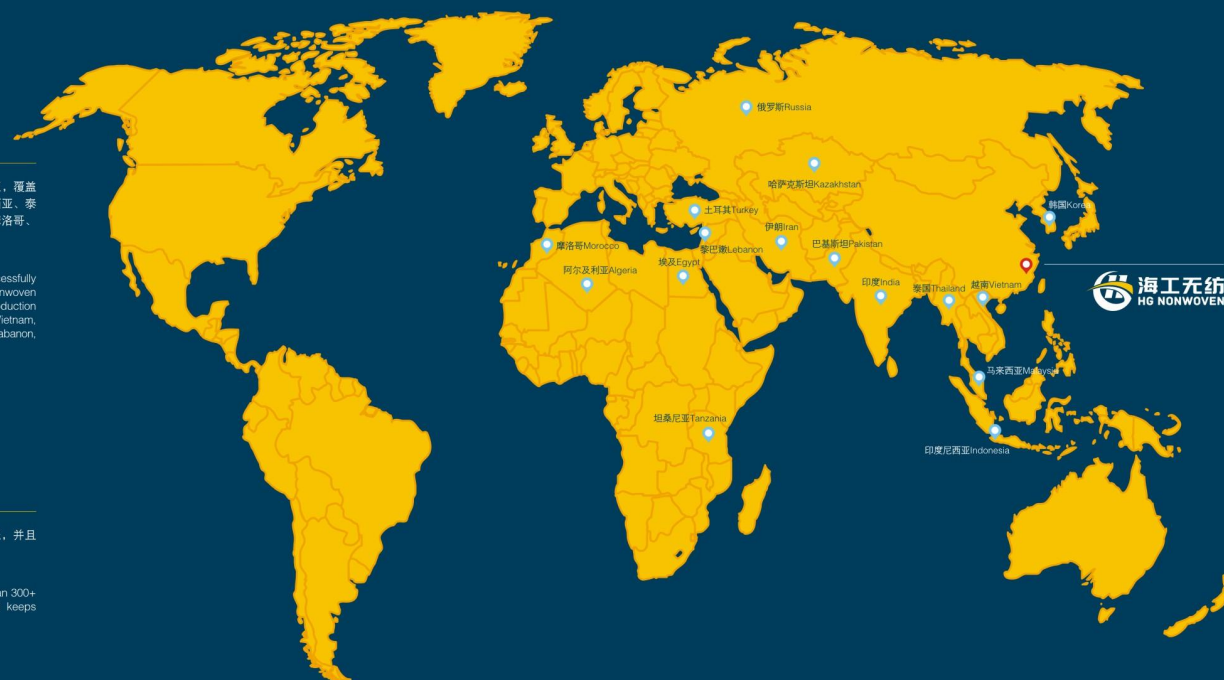 ，覆盖
西亚、泰
洛哥、
essfully
nwoven
duction
ietnam,
abanon,
，并且
an 300+
keeps
俄罗斯Russia
哈萨克斯坦Kazakhstan
韩国Korea
土耳其Turkey
伊朗Iran
巴基斯坦Pakistan
黎巴嫩Lebanon
摩洛哥Morocco
埃及Egypt
阿尔及利亚Algeria
印度India
泰国Thailand
越南Vietnam
海工无纺
HG NONWOVEN
马来西亚Malaysia
坦桑尼亚Tanzania
印度尼西亚Indonesia